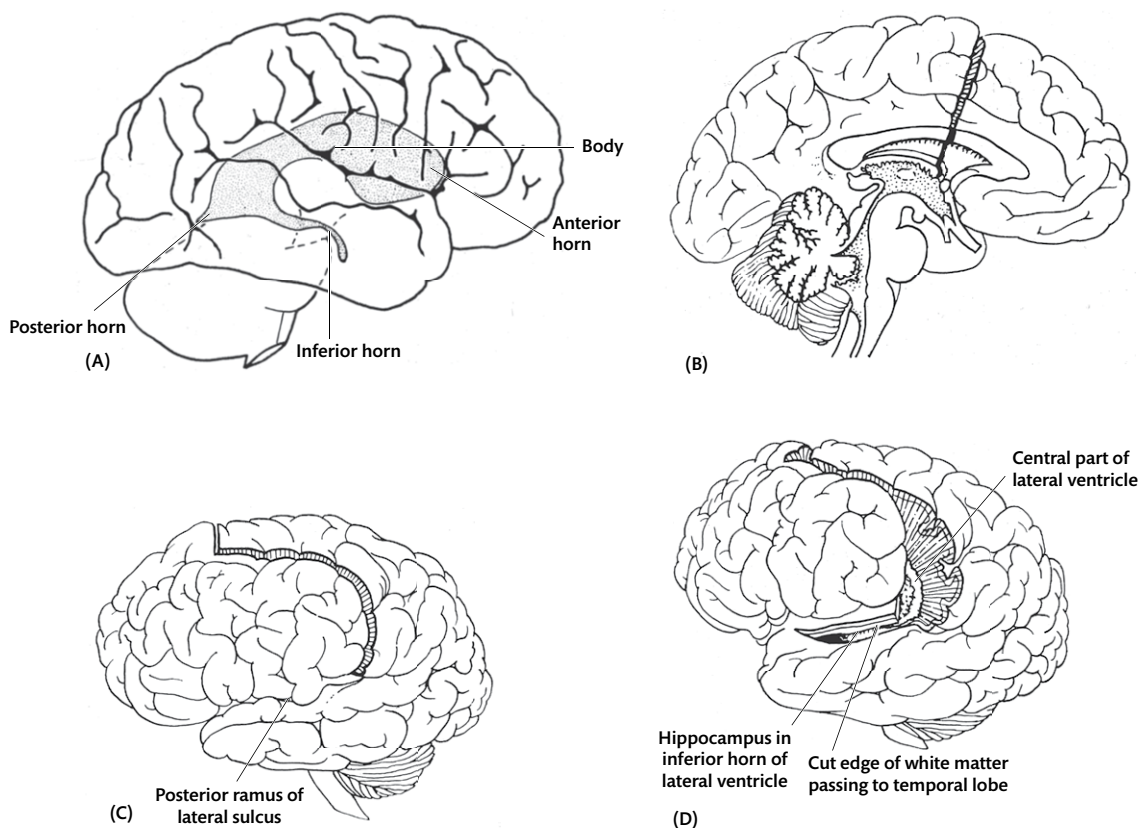 Body
Anterior
horn
Posterior horn
Inferior horn
(A)
(B)
Central part of
lateral ventricle
Hippocampus in
inferior horn of
lateral ventricle
Cut edge of white matter
passing to temporal lobe
Posterior ramus of
lateral sulcus
(C)
(D)